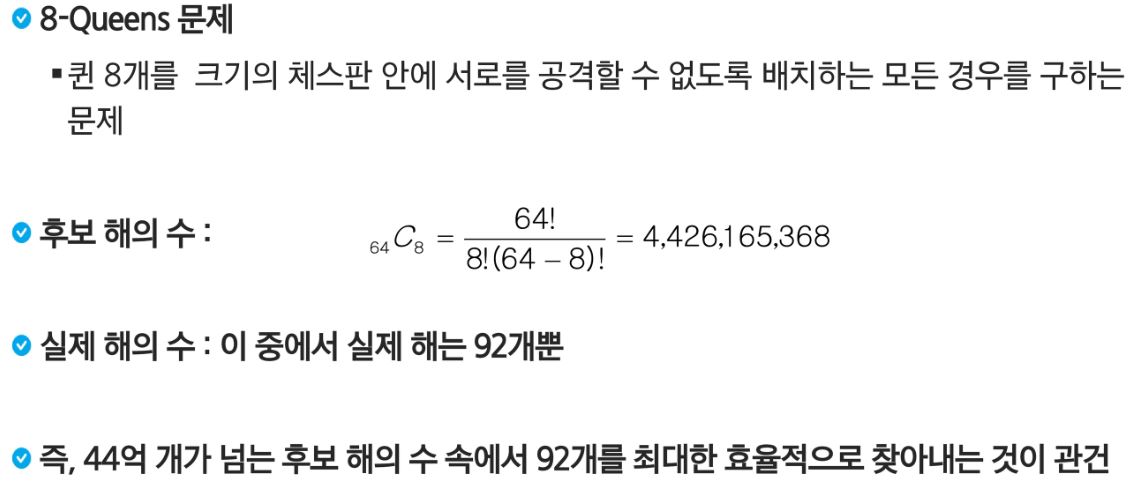 8-Queens 문제
▪퀸 8개를 크기의 체스판 안에 서로를 공격할 수 없도록 배치하는 모든 경우를 구하는
문제
후보 해의 수 : ₆₄C₈ = 64! / 8!(64 – 8)! = 4,426,165,368
실제 해의 수 : 이 중에서 실제 해는 92개뿐
즉, 44억 개가 넘는 후보 해의 수 속에서 92개를 최대한 효율적으로 찾아내는 것이 관건